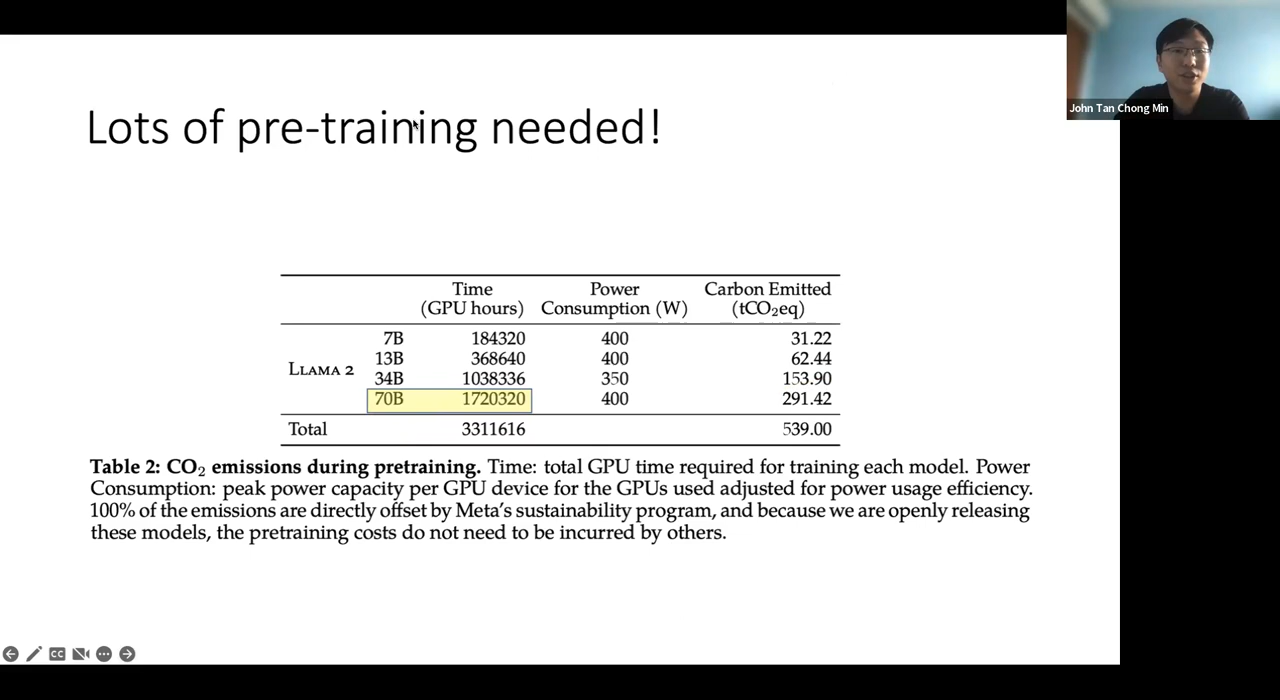 John Tan Chong Min
Lots of pre-training needed!
Time Power Carbon Emitted
(GPU hours) Consumption (W) (tCO₂eq)
7B 184320 400 31.22
13B 368640 400 62.44
LLAMA 2
34B 1038336 350 153.90
70B 1720320 400 291.42
Total 3311616 539.00
Table 2: CO₂ emissions during pretraining. Time: total GPU time required for training each model. Power
Consumption: peak power capacity per GPU device for the GPUs used adjusted for power usage efficiency.
100% of the emissions are directly offset by Meta's sustainability program, and because we are openly releasing
these models, the pretraining costs do not need to be incurred by others.
CC